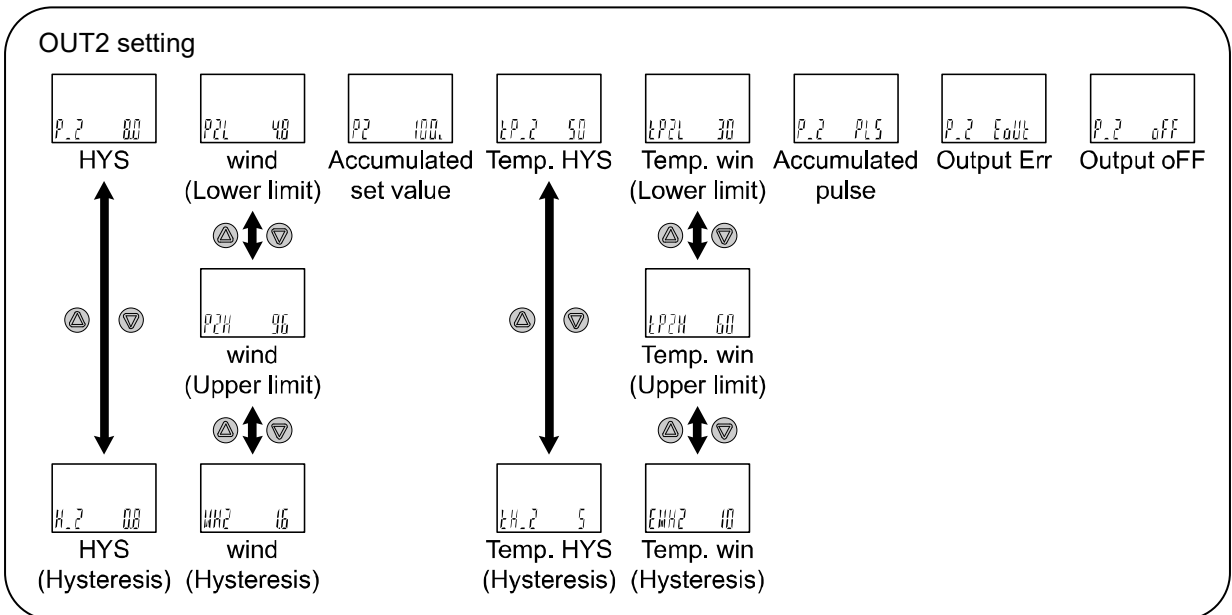 OUT2 setting
P_2 8.0
P2L 4.8
P2 100.
tP_2 50
tP2L 30
P_2 PLS
P_2 EoUt
P_2 oFF
HYS
wind
(Lower limit)
Accumulated
set value
Temp. HYS
Temp. win
(Lower limit)
Accumulated
pulse
Output Err
Output oFF
P2H 9.6
wind
(Upper limit)
tP2H 60
Temp. win
(Upper limit)
H_2 0.8
HYS
(Hysteresis)
WH2 1.6
wind
(Hysteresis)
tH_2 5
Temp. HYS
(Hysteresis)
tWH2 10
Temp. win
(Hysteresis)